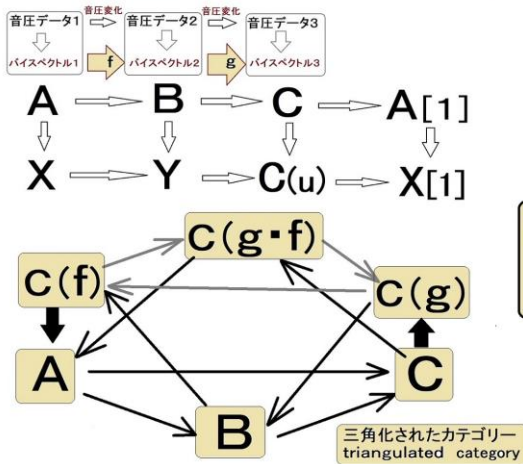 音圧変化 音圧変化
音圧データ1 音圧データ2 音圧データ3
バイスペクトル1 f バイスペクトル2 g バイスペクトル3
A B C A[1]
X Y C(u) X[1]
C(g・f)
C(f) C(g)
A C
B
三角化されたカテゴリー
triangulated category